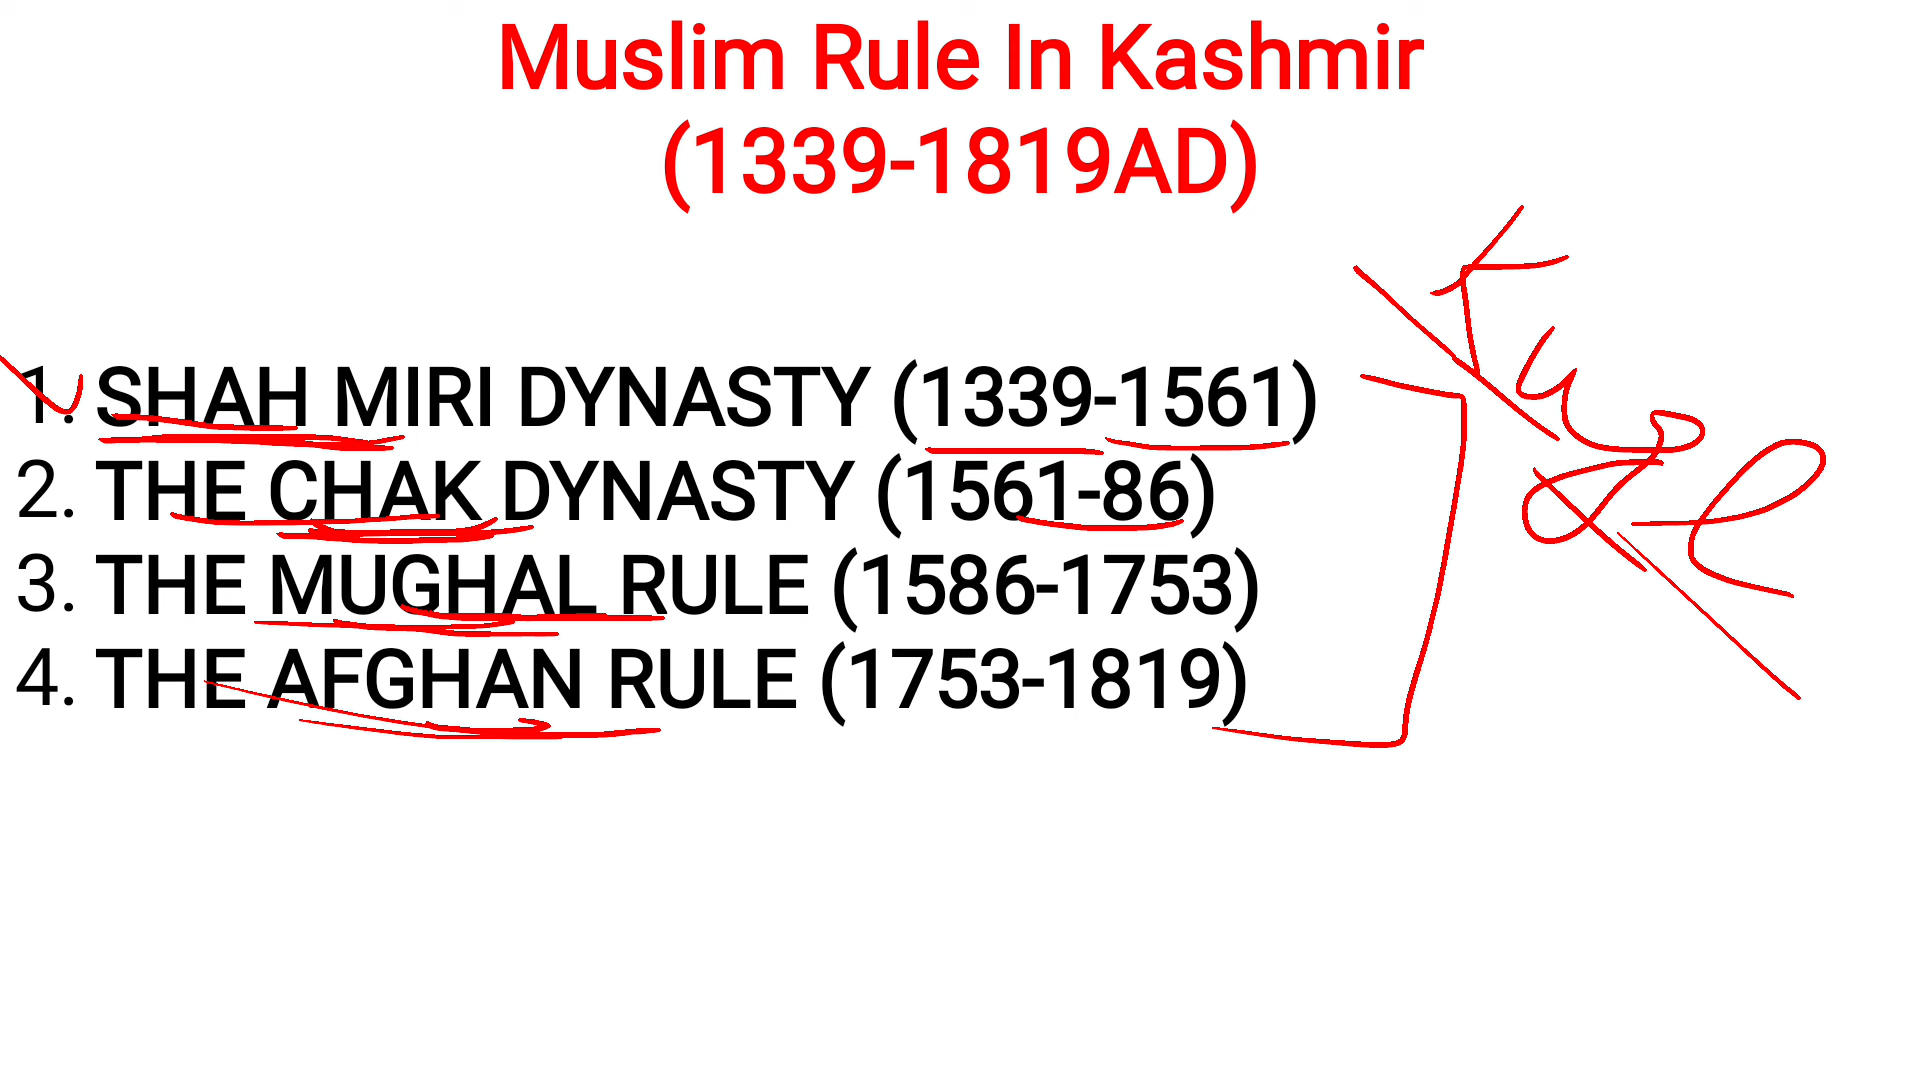 Muslim Rule In Kashmir
(1339-1819AD)
1. SHAH MIRI DYNASTY (1339-1561)
2. THE CHAK DYNASTY (1561-86)
3. THE MUGHAL RULE (1586-1753)
4. THE AFGHAN RULE (1753-1819)